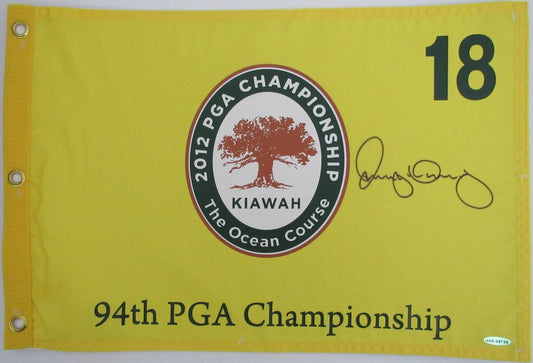 18
2012 PGA CHAMPIONSHIP
KIAWAH
The Ocean Course
94th PGA Championship